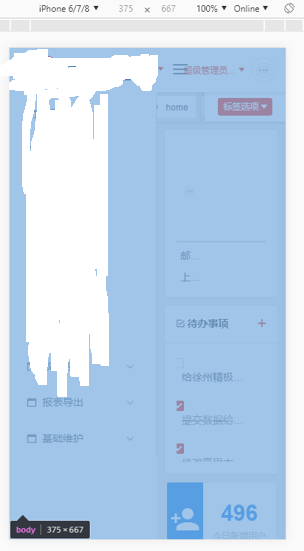 iPhone 6/7/8 ▼ 375 × 667 100% ▼ Online ▼
超级管理员...
home 标签选项
邮...
上...
待办事项
给徐州穑极...
提交数据给...
报表导出
基础维护
496
body 375 × 667